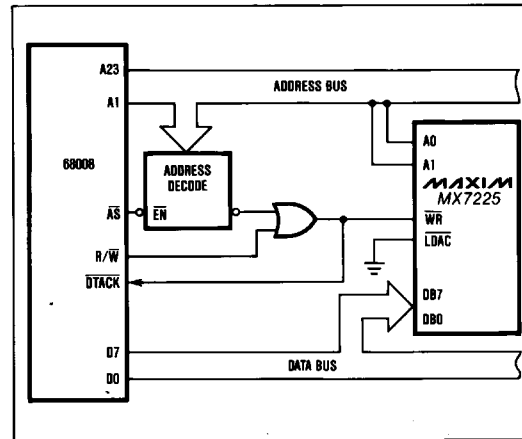 A23
ADDRESS BUS
A1
A0
A1
68008
ADDRESS
DECODE
MAXIM
MX7225
AS
EN
WR
R/W
LDAC
DTACK
DB7
DB0
D7
DATA BUS
D0